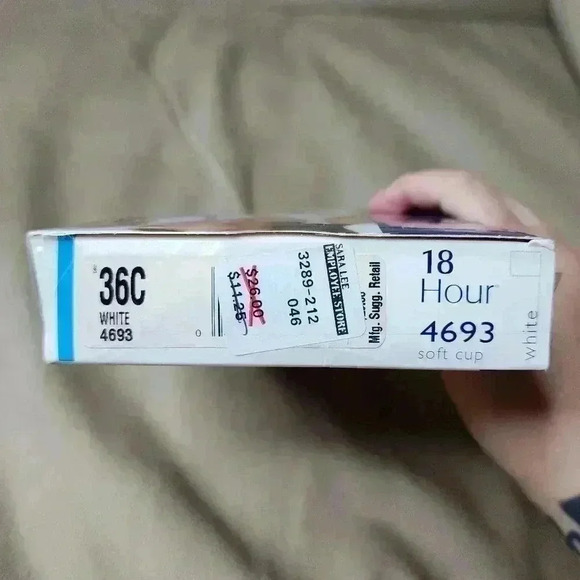 36C
WHITE
4693
0
$26.00
$11.25
3289-212
046
SARA LEE
EMPLOYEE STORE
Mfg. Sugg. Retail
18
Hour
4693
soft cup
white